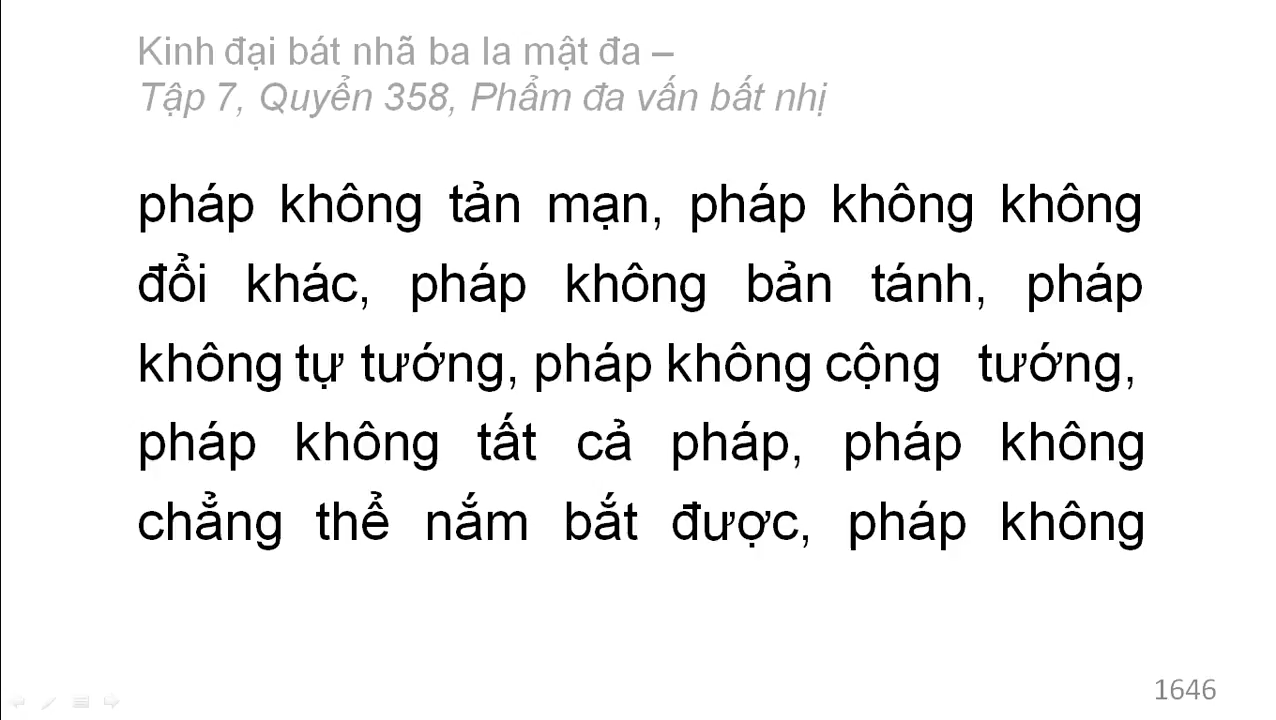 Kinh đại bát nhã ba la mật đa –
Tập 7, Quyển 358, Phẩm đa vấn bất nhị
pháp không tản mạn, pháp không không
đổi khác, pháp không bản tánh, pháp
không tự tướng, pháp không cộng tướng,
pháp không tất cả pháp, pháp không
chẳng thể nắm bắt được, pháp không
1646